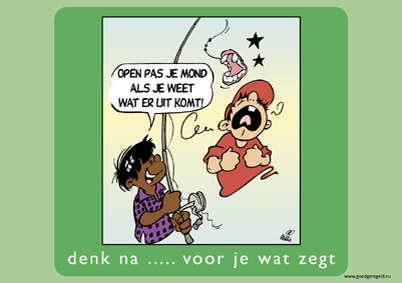 OPEN PAS JE MOND
ALS JE WEET
WAT ER UIT KOMT!
denk na ..... voor je wat zegt
www.goedgeregeld.nu